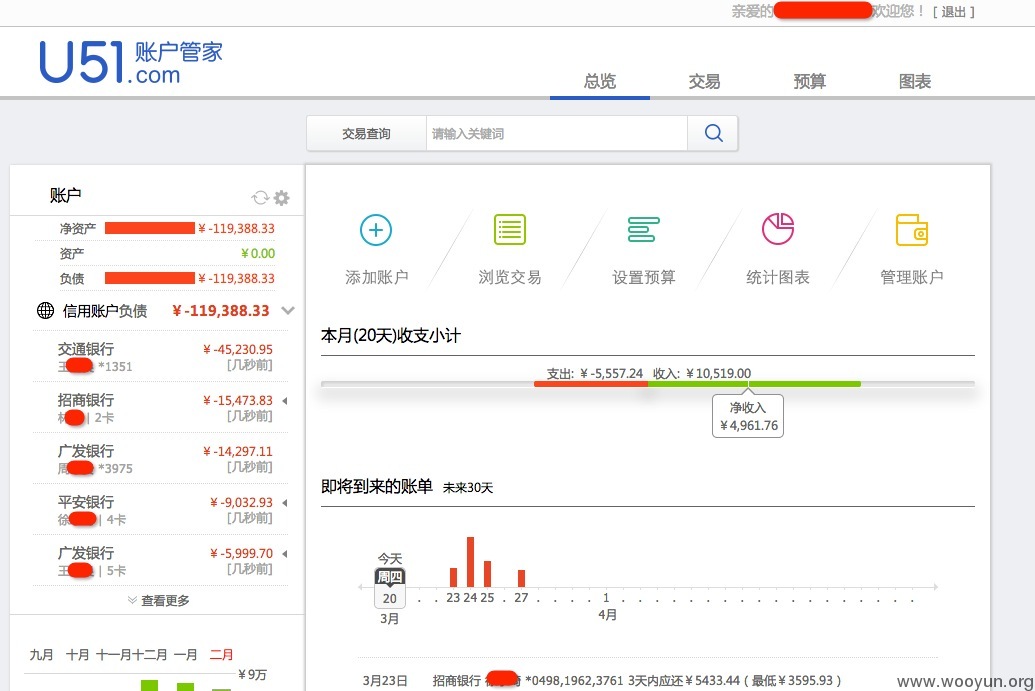 亲爱的 欢迎您！ [ 退出 ]
U51.com 账户管家
总览 交易 预算 图表
交易查询 请输入关键词
账户
净资产 ¥ -119,388.33
资产 ¥ 0.00
负债 ¥ -119,388.33
信用账户负债 ¥ -119,388.33
交通银行 ¥ -45,230.95
王 *1351 [几秒前]
招商银行 ¥ -15,473.83
林 | 2卡 [几秒前]
广发银行 ¥ -14,297.11
周 *3975 [几秒前]
平安银行 ¥ -9,032.93
徐 | 4卡 [几秒前]
广发银行 ¥ -5,999.70
王 | 5卡 [几秒前]
查看更多
九月 十月 十一月 十二月 一月 二月
¥ 9万
添加账户 浏览交易 设置预算 统计图表 管理账户
本月(20天)收支小计
支出: ¥ -5,557.24 收入: ¥ 10,519.00
净收入
¥ 4,961.76
即将到来的账单 未来30天
今天
周四
20 . . 23 24 25 . 27 . . . . 1 . . . . . . . . . . . . . . . . . .
3月 4月
3月23日 招商银行 *0498,1962,3761 3天内应还 ¥ 5433.44 ( 最低 ¥ 3595.93 )
www.wooyun.org